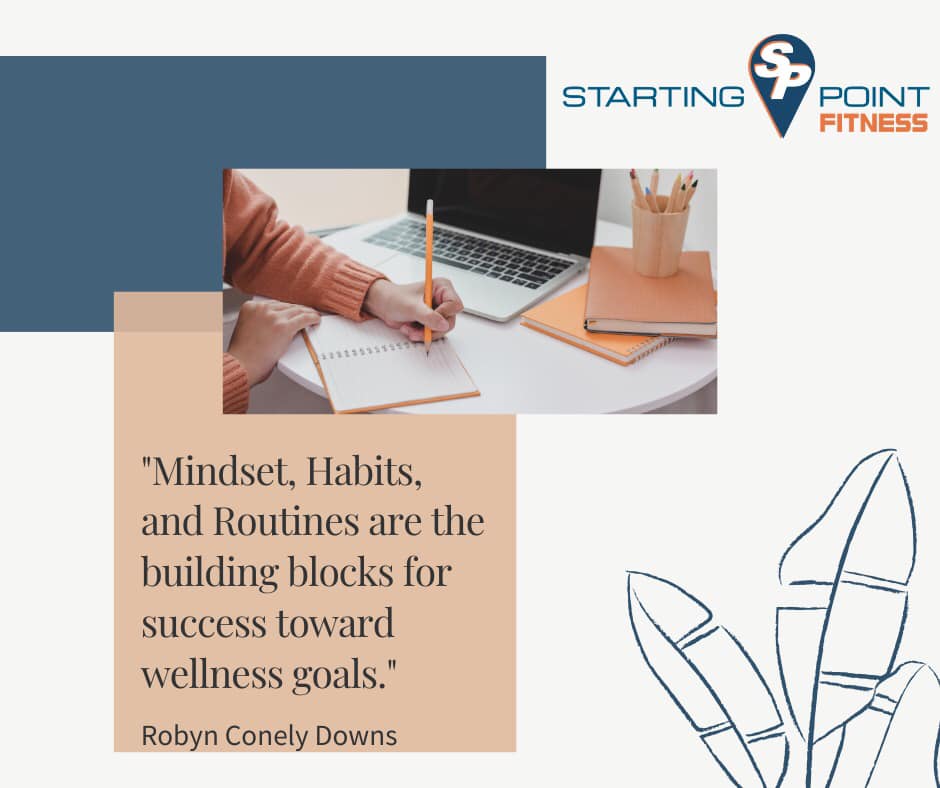 STARTING SP POINT
FITNESS
"Mindset, Habits,
and Routines are the
building blocks for
success toward
wellness goals."
Robyn Conely Downs